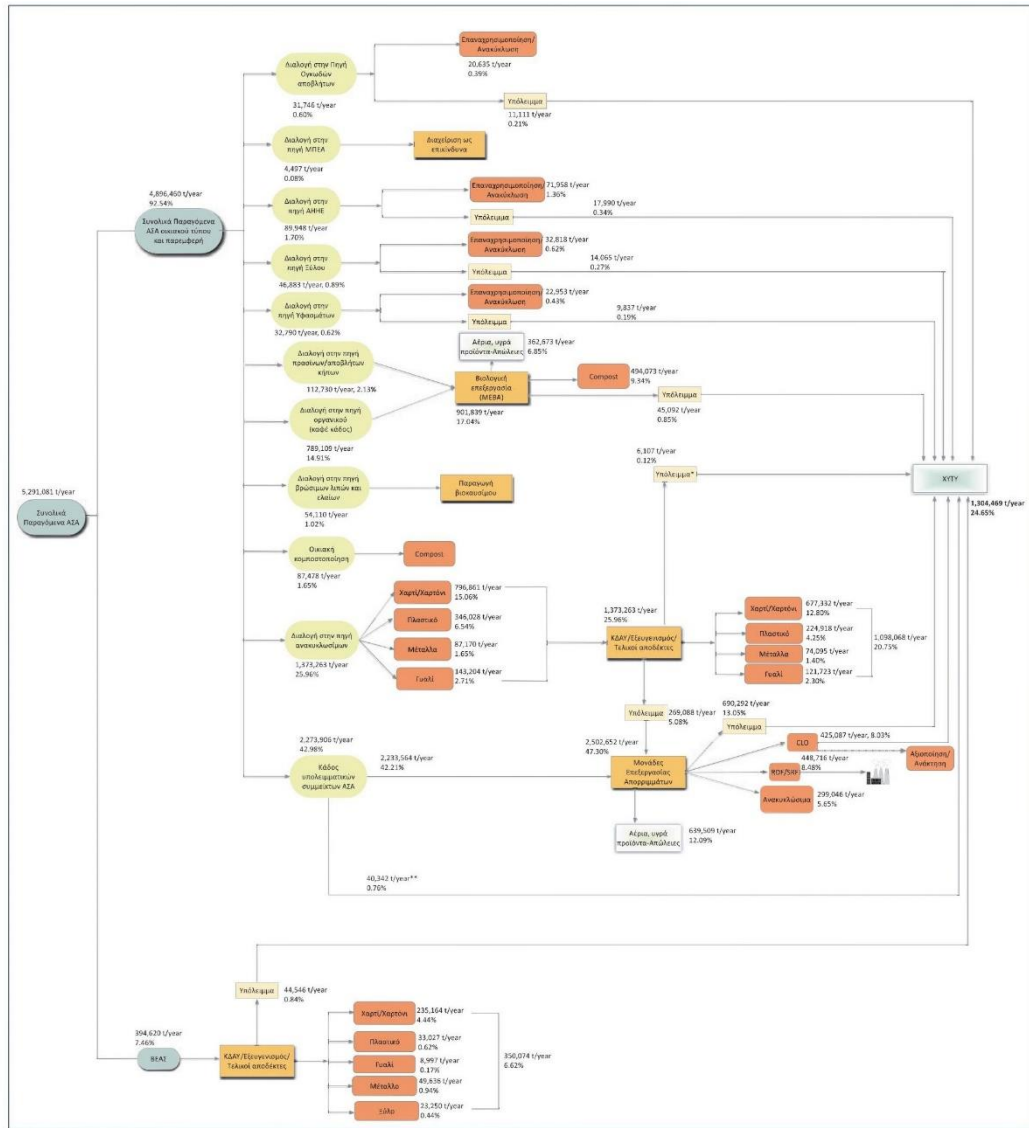 Επαναχρησιμοποίηση/
Ανακύκλωση
20,635 t/year
0.39%
Διαλογή στην Πηγή
Ογκωδών
αποβλήτων
31,746 t/year
0.60%
Υπόλειμμα
11,111 t/year
0.21%
Διαλογή στην
πηγή ΜΠΕΑ
4,497 t/year
0.08%
Διαχείριση ως
επικίνδυνα
4,896,460 t/year
92.54%
Συνολικά Παραγόμενα
ΑΣΑ οικιακού τύπου
και παρεμφερή
Διαλογή στην
πηγή ΑΗΗΕ
89,948 t/year
1.70%
Επαναχρησιμοποίηση/
Ανακύκλωση
71,958 t/year
1.36%
Υπόλειμμα
17,990 t/year
0.34%
Διαλογή στην
πηγή Ξύλου
46,883 t/year, 0.89%
Επαναχρησιμοποίηση/
Ανακύκλωση
32,818 t/year
0.62%
Υπόλειμμα
14,065 t/year
0.27%
Διαλογή στην
πηγή Υφασμάτων
32,790 t/year, 0.62%
Επαναχρησιμοποίηση/
Ανακύκλωση
22,953 t/year
0.43%
Υπόλειμμα
9,837 t/year
0.19%
Αέρια, υγρά
προϊόντα-Απώλειες
362,673 t/year
6.85%
Διαλογή στην πηγή
πρασίνων/αποβλήτων
κήπων
112,730 t/year, 2.13%
Βιολογική
επεξεργασία
(ΜΕΒΑ)
901,839 t/year
17.04%
Compost
494,073 t/year
9.34%
Υπόλειμμα
45,092 t/year
0.85%
Διαλογή στην πηγή
οργανικού
(καφέ κάδος)
789,109 t/year
14.91%
6,107 t/year
0.12%
Υπόλειμμα*
ΧΥΤΥ
1,304,469 t/year
24.65%
Διαλογή στην πηγή
βρώσιμων λιπών και
ελαίων
54,110 t/year
1.02%
Παραγωγή
βιοκαυσίμου
5,291,081 t/year
Συνολικά
Παραγόμενα ΑΣΑ
Οικιακή
κομποστοποίηση
87,478 t/year
1.65%
Compost
Διαλογή στην πηγή
ανακυκλωσίμων
1,373,263 t/year
25.96%
Χαρτί/Χαρτόνι
796,861 t/year
15.06%
Πλαστικό
346,028 t/year
6.54%
Μέταλλα
87,170 t/year
1.65%
Γυαλί
143,204 t/year
2.71%
1,373,263 t/year
25.96%
ΚΔΑΥ/Εξευγενισμός/
Τελικοί αποδέκτες
Χαρτί/Χαρτόνι
677,332 t/year
12.80%
Πλαστικό
224,918 t/year
4.25%
Μέταλλα
74,095 t/year
1.40%
Γυαλί
121,723 t/year
2.30%
1,098,068 t/year
20.75%
Υπόλειμμα
269,088 t/year
5.08%
2,273,906 t/year
42.98%
Κάδος
υπολειμματικών
σύμμεικτων ΑΣΑ
2,233,564 t/year
42.21%
2,502,652 t/year
47.30%
Μονάδες
Επεξεργασίας
Απορριμμάτων
690,292 t/year
13.05%
Υπόλειμμα
CLO
425,087 t/year, 8.03%
Αξιοποίηση/
Ανάκτηση
RDF/SRF
448,716 t/year
8.48%
Ανακυκλώσιμα
299,046 t/year
5.65%
Αέρια, υγρά
προϊόντα-Απώλειες
639,509 t/year
12.09%
40,342 t/year**
0.76%
Υπόλειμμα
44,546 t/year
0.84%
394,620 t/year
7.46%
ΒΕΑΣ
ΚΔΑΥ/Εξευγενισμός/
Τελικοί αποδέκτες
Χαρτί/Χαρτόνι
235,164 t/year
4.44%
Πλαστικό
33,027 t/year
0.62%
Γυαλί
8,997 t/year
0.17%
Μέταλλα
49,636 t/year
0.94%
Ξύλο
23,250 t/year
0.44%
350,074 t/year
6.62%